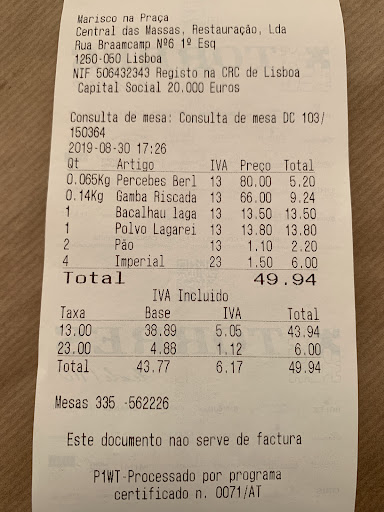 Marisco na Praça
Central das Massas, Restauração, Lda
Rua Braamcamp Nº6 1º Esq
1250-050 Lisboa
NIF 506432343 Registo na CRC de Lisboa
Capital Social 20.000 Euros
Consulta de mesa: Consulta de mesa DC 103/
150364
2019-08-30 17:26
Qt Artigo IVA Preço Total
0.065Kg Percebes Berl 13 80.00 5.20
0.14Kg Gamba Riscada 13 66.00 9.24
1 Bacalhau laga 13 13.50 13.50
1 Polvo Lagarei 13 13.80 13.80
2 Pão 13 1.10 2.20
4 Imperial 23 1.50 6.00
Total 49.94
IVA Incluido
Taxa Base IVA Total
13.00 38.89 5.05 43.94
23.00 4.88 1.12 6.00
Total 43.77 6.17 49.94
Mesas 335 -562226
Este documento nao serve de factura
P1WT-Processado por programa
certificado n. 0071/AT